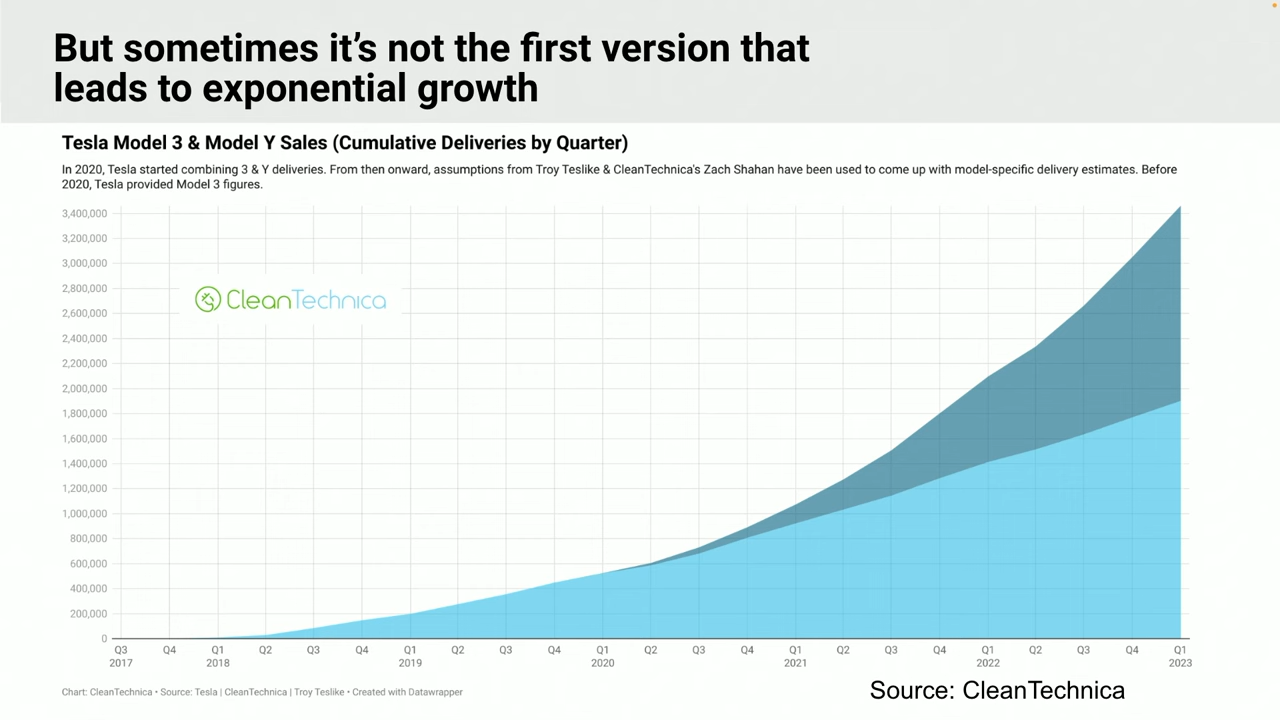 But sometimes it’s not the first version that
leads to exponential growth
Tesla Model 3 & Model Y Sales (Cumulative Deliveries by Quarter)
In 2020, Tesla started combining 3 & Y deliveries. From then onward, assumptions from Troy Teslike & CleanTechnica's Zach Shahan have been used to come up with model-specific delivery estimates. Before
2020, Tesla provided Model 3 figures.
3,400,000
3,200,000
3,000,000
2,800,000
2,600,000
2,400,000
2,200,000
2,000,000
1,800,000
1,600,000
1,400,000
1,200,000
1,000,000
800,000
600,000
400,000
200,000
0
CleanTechnica
Q3 Q4 Q1 Q2 Q3 Q4 Q1 Q2 Q3 Q4 Q1 Q2 Q3 Q4 Q1 Q2 Q3 Q4 Q1 Q2 Q3 Q4 Q1
2017 2018 2019 2020 2021 2022 2023
Chart: CleanTechnica • Source: Tesla | CleanTechnica | Troy Teslike • Created with Datawrapper
Source: CleanTechnica